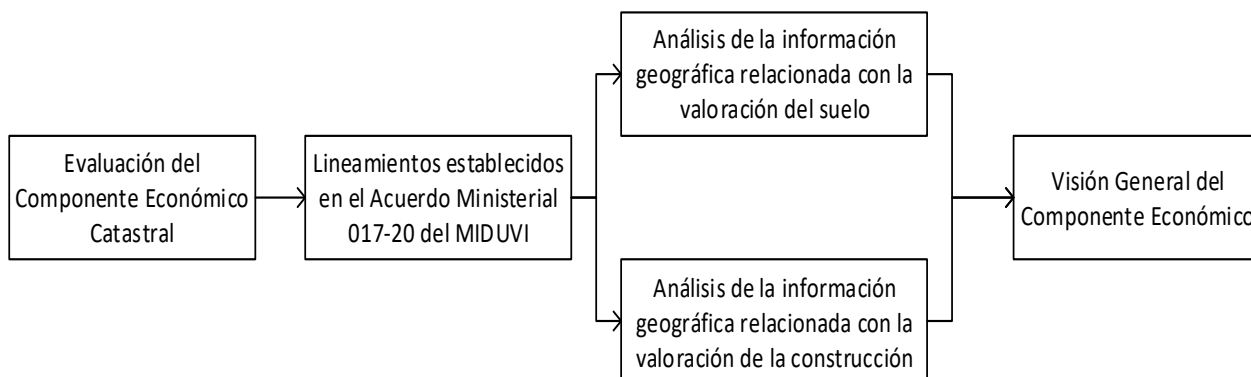 Evaluación del
Componente Económico
Catastral
Lineamientos establecidos
en el Acuerdo Ministerial
017-20 del MIDUVI
Análisis de la información
geográfica relacionada con la
valoración del suelo
Análisis de la información
geográfica relacionada con la
valoración de la construcción
Visión General del
Componente Económico